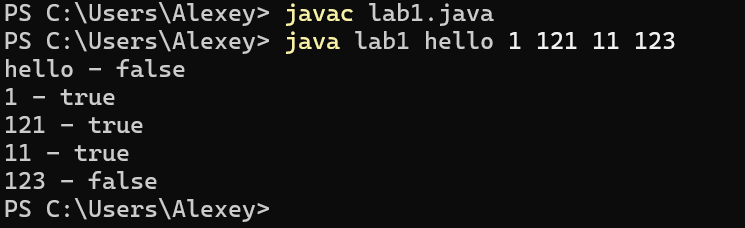 PS C:\Users\Alexey> javac lab1.java
PS C:\Users\Alexey> java lab1 hello 1 121 11 123
hello - false
1 - true
121 - true
11 - true
123 - false
PS C:\Users\Alexey>